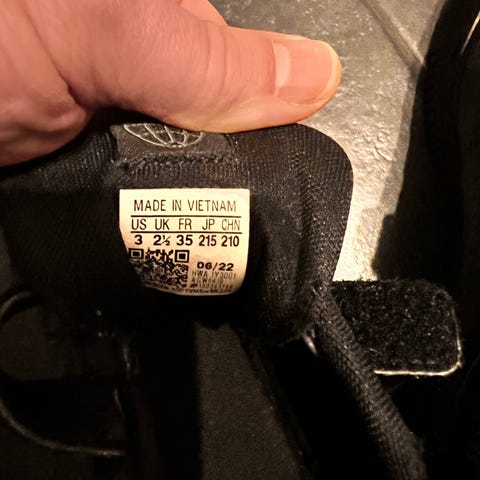 MADE IN VIETNAM
US UK FR JP CHN
3 2½ 35 215 210
06/22